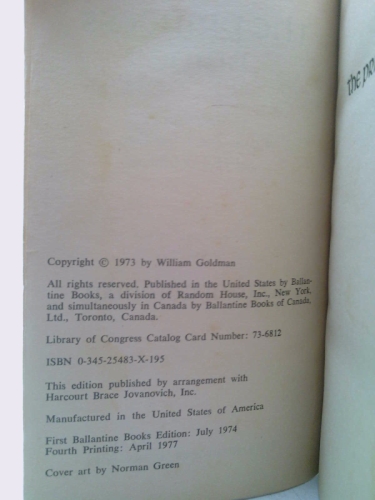 the pr
Copyright © 1973 by William Goldman
All rights reserved. Published in the United States by Ballan-
tine Books, a division of Random House, Inc., New York,
and simultaneously in Canada by Ballantine Books of Canada,
Ltd., Toronto, Canada.
Library of Congress Catalog Card Number: 73-6812
ISBN 0-345-25483-X-195
This edition published by arrangement with
Harcourt Brace Jovanovich, Inc.
Manufactured in the United States of America
First Ballantine Books Edition: July 1974
Fourth Printing: April 1977
Cover art by Norman Green